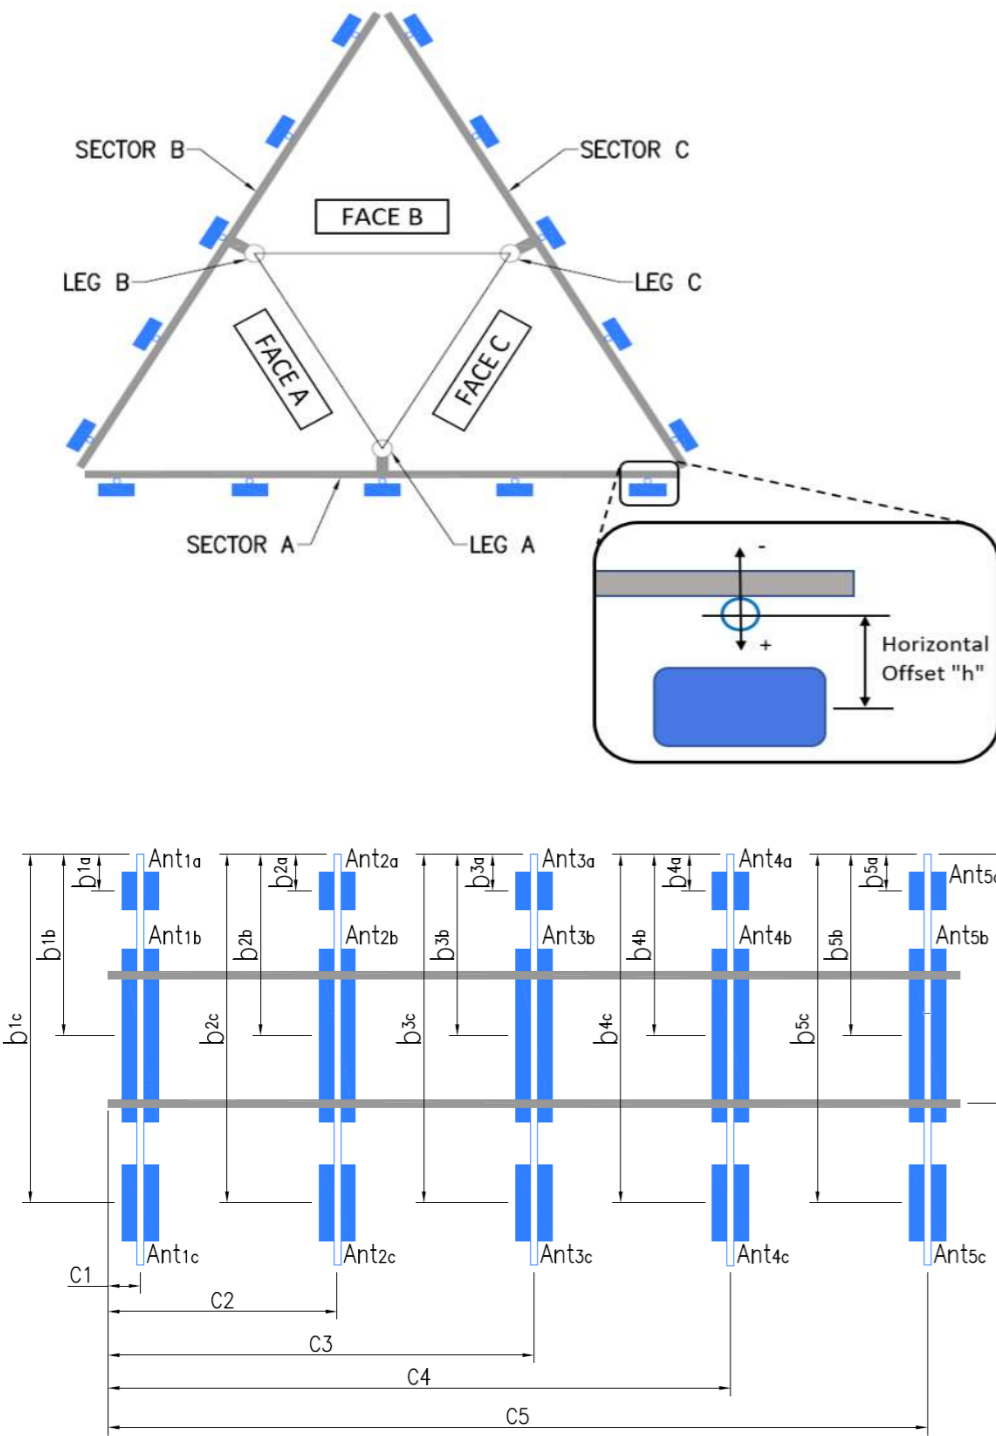 SECTOR B
SECTOR C
FACE B
LEG B
LEG C
FACE A
FACE C
SECTOR A
LEG A
-
+
Horizontal
Offset "h"
Ant1a
Ant2a
Ant3a
Ant4a
Ant5c
b1a
b2a
b3a
b4a
b5a
Ant1b
Ant2b
Ant3b
Ant4b
Ant5b
b1b
b2b
b3b
b4b
b5b
b1c
b2c
b3c
b4c
b5c
Ant1c
Ant2c
Ant3c
Ant4c
Ant5c
C1
C2
C3
C4
C5